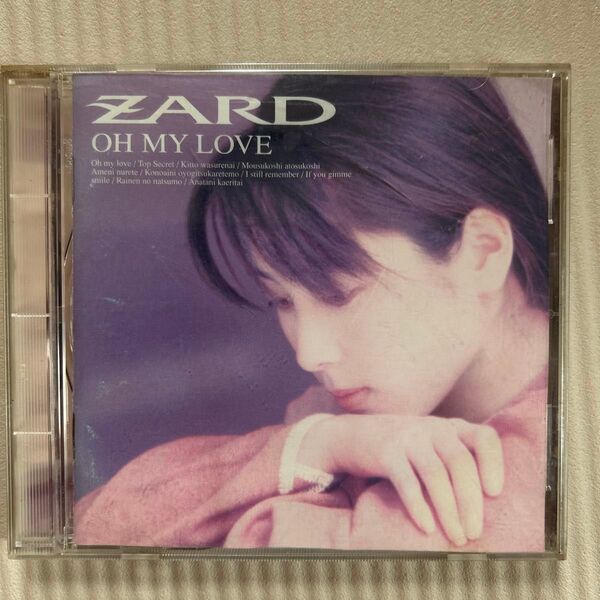 ZARD
OH MY LOVE
Oh my love / Top Secret / Kitto wasurenai / Mousukoshi atosukoshi
Ameni nurete / Konoaini oyogitsukaretemo / I still remember / If you gimme
smile / Rainen no natsumo / Anatani kaeritai